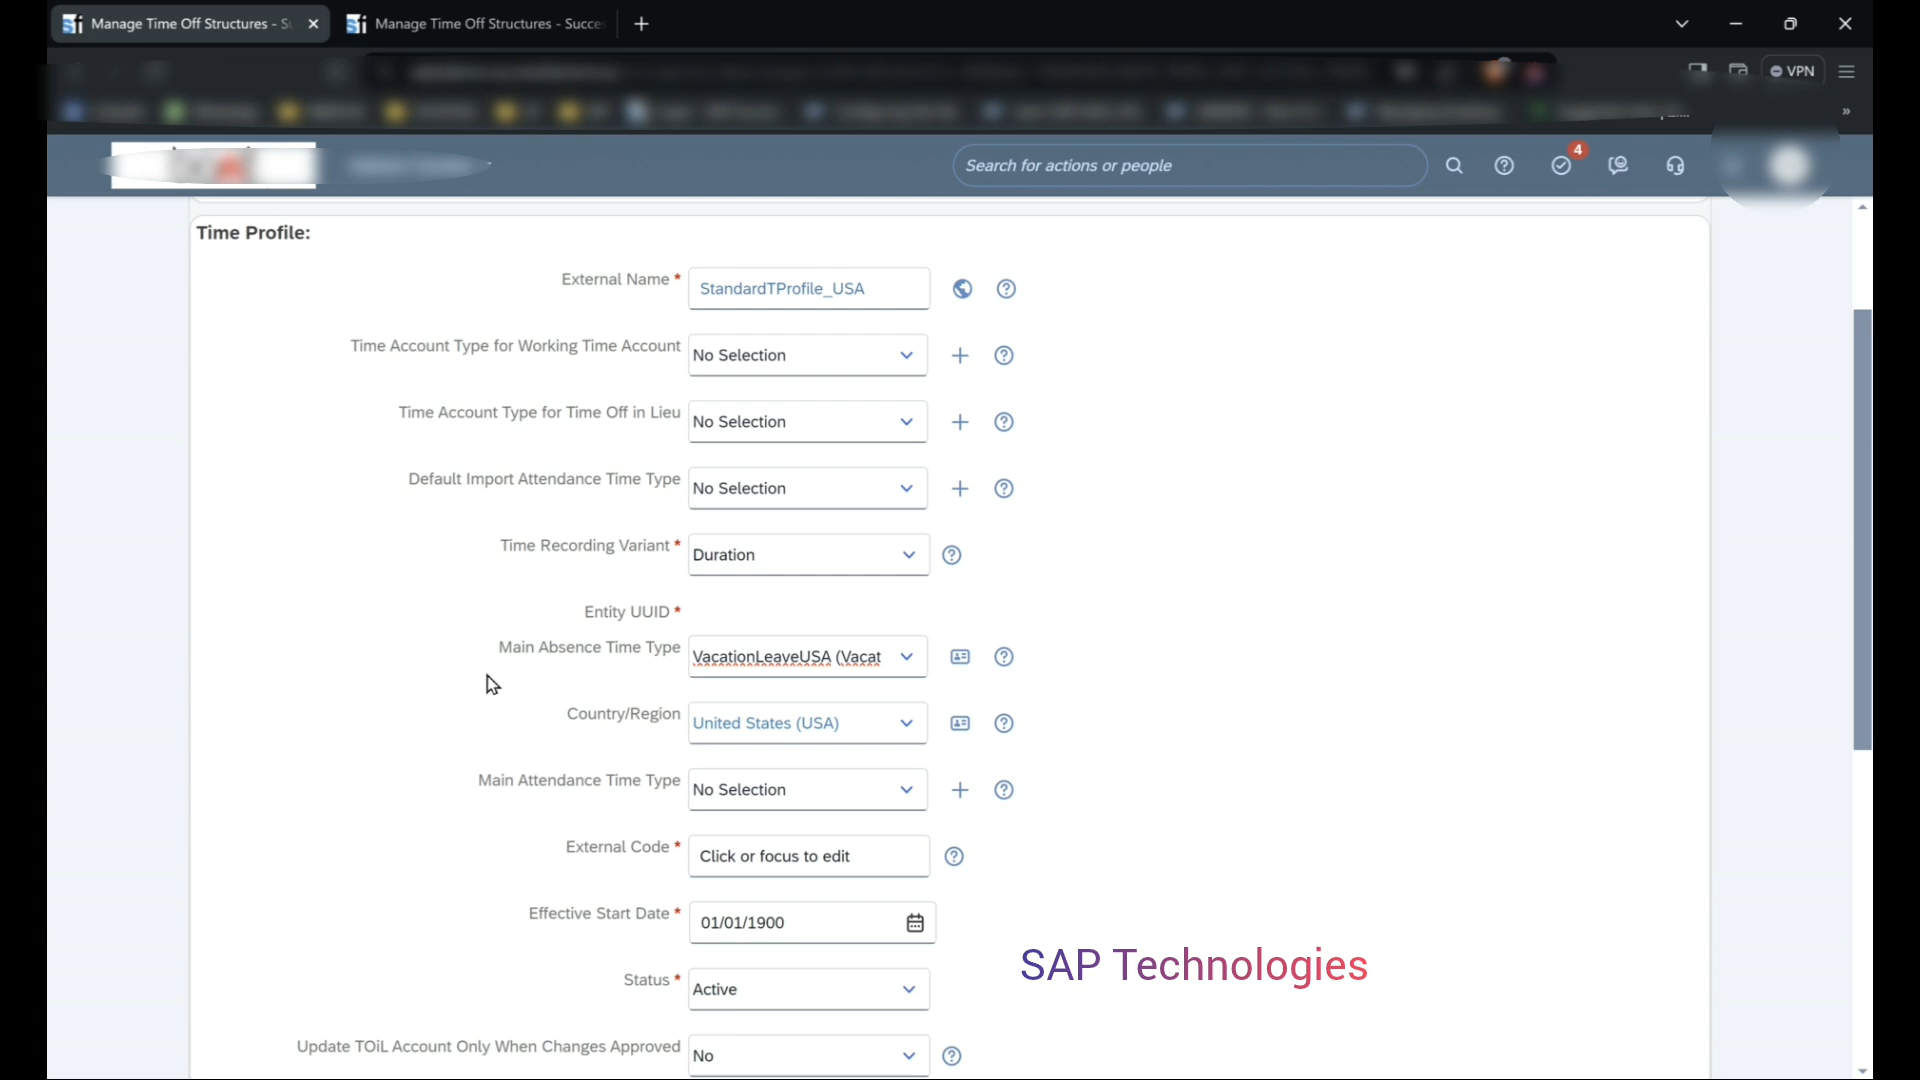 Manage Time Off Structures - S
Manage Time Off Structures - Succe
VPN
Search for actions or people
4
Time Profile:
External Name * StandardTProfile_USA
Time Account Type for Working Time Account No Selection
Time Account Type for Time Off in Lieu No Selection
Default Import Attendance Time Type No Selection
Time Recording Variant * Duration
Entity UUID *
Main Absence Time Type VacationLeaveUSA (Vacat
Country/Region United States (USA)
Main Attendance Time Type No Selection
External Code * Click or focus to edit
Effective Start Date * 01/01/1900
SAP Technologies
Status * Active
Update TOiL Account Only When Changes Approved No